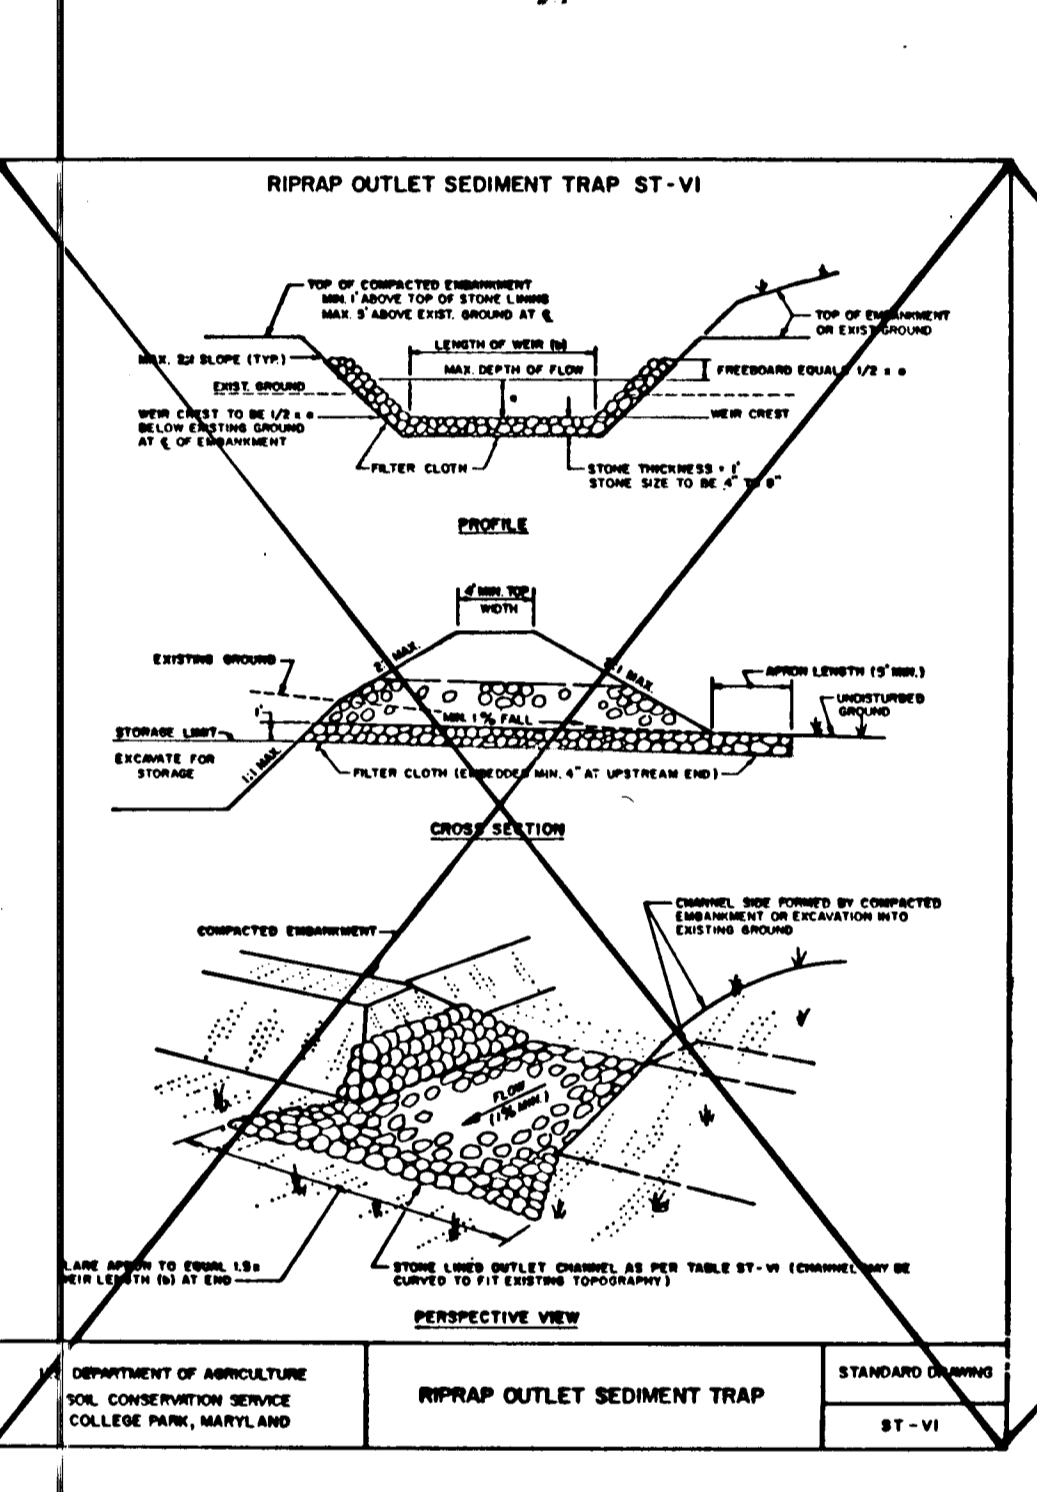 RIPRAP OUTLET SEDIMENT TRAP ST-VI
TOP OF COMPACTED EMBANKMENT
MIN. 1' ABOVE TOP OF STONE LINING
MAX. 5' ABOVE EXIST. GROUND AT ℄
TOP OF EMBANKMENT
OR EXIST GROUND
LENGTH OF WEIR (b)
MAX. 2:1 SLOPE (TYP.)
MAX. DEPTH OF FLOW
FREEBOARD EQUALS 1/2 x a
EXIST. GROUND
a
WEIR CREST TO BE 1/2 x a
BELOW EXISTING GROUND
AT ℄ OF EMBANKMENT
WEIR CREST
FILTER CLOTH
STONE THICKNESS = 1'
STONE SIZE TO BE 4" TO 8"
PROFILE
4' MIN. TOP
WIDTH
2:1 MAX.
2:1 MAX.
EXISTING GROUND
APRON LENGTH (5' MIN.)
UNDISTURBED
GROUND
1'
MIN. 1% FALL
STORAGE LIMIT
EXCAVATE FOR
STORAGE
1:1 MAX.
FILTER CLOTH (EMBEDDED MIN. 4" AT UPSTREAM END)
CROSS SECTION
CHANNEL SIDE FORMED BY COMPACTED
EMBANKMENT OR EXCAVATION INTO
EXISTING GROUND
COMPACTED EMBANKMENT
FLOW
(1% MIN.)
LARE APRON TO EQUAL 1.5 x
EIR LENGTH (b) AT END
STONE LINED OUTLET CHANNEL AS PER TABLE ST-VI (CHANNEL MAY BE
CURVED TO FIT EXISTING TOPOGRAPHY)
PERSPECTIVE VIEW
DEPARTMENT OF AGRICULTURE
SOIL CONSERVATION SERVICE
COLLEGE PARK, MARYLAND
RIPRAP OUTLET SEDIMENT TRAP
STANDARD DRAWING
ST-VI